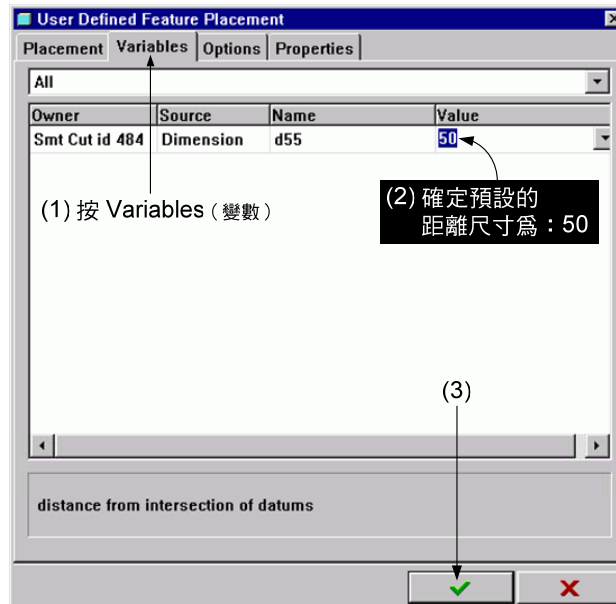 User Defined Feature Placement
Placement Variables Options Properties
All
Owner Source Name Value
Smt Cut id 484 Dimension d55 50
(1) 按 Variables（變數）
(2) 確定預設的
距離尺寸爲：50
(3)
distance from intersection of datums